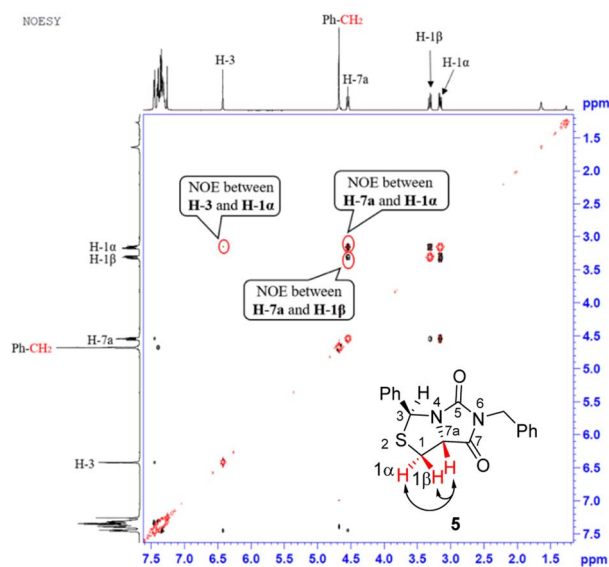 NOESY
Ph-CH2
H-3
H-7a
H-1β
H-1α
ppm
NOE between
H-3 and H-1α
NOE between
H-7a and H-1α
NOE between
H-7a and H-1β
H-1α
H-1β
H-7a
Ph-CH2
H-3
1.5
2.0
2.5
3.0
3.5
4.0
4.5
5.0
5.5
6.0
6.5
7.0
7.5
Ph
H
O
3
4
N
5
6
N
Ph
S
2
1
7a
7
O
1α
H
1β
H
H
5
7.5 7.0 6.5 6.0 5.5 5.0 4.5 4.0 3.5 3.0 2.5 2.0 1.5 ppm